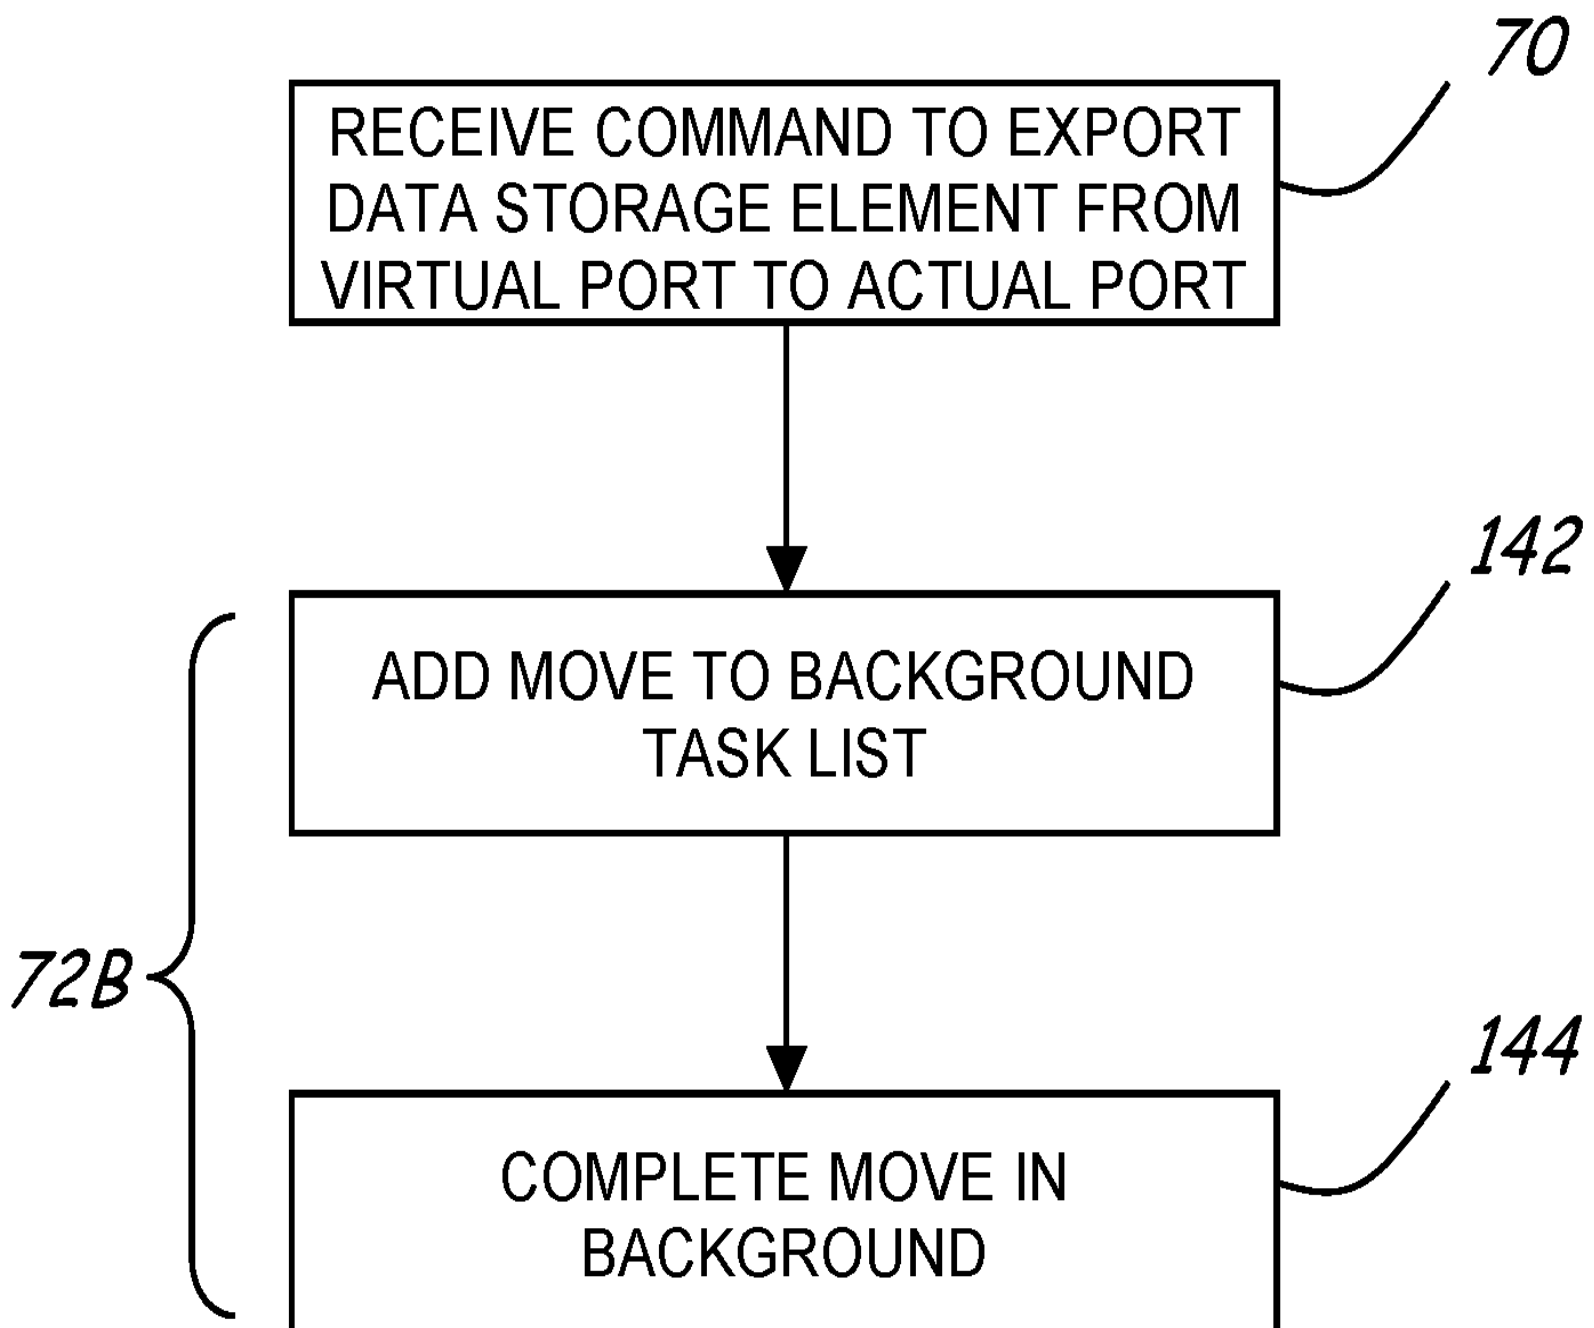 70
RECEIVE COMMAND TO EXPORT
DATA STORAGE ELEMENT FROM
VIRTUAL PORT TO ACTUAL PORT
142
ADD MOVE TO BACKGROUND
TASK LIST
72B
144
COMPLETE MOVE IN
BACKGROUND